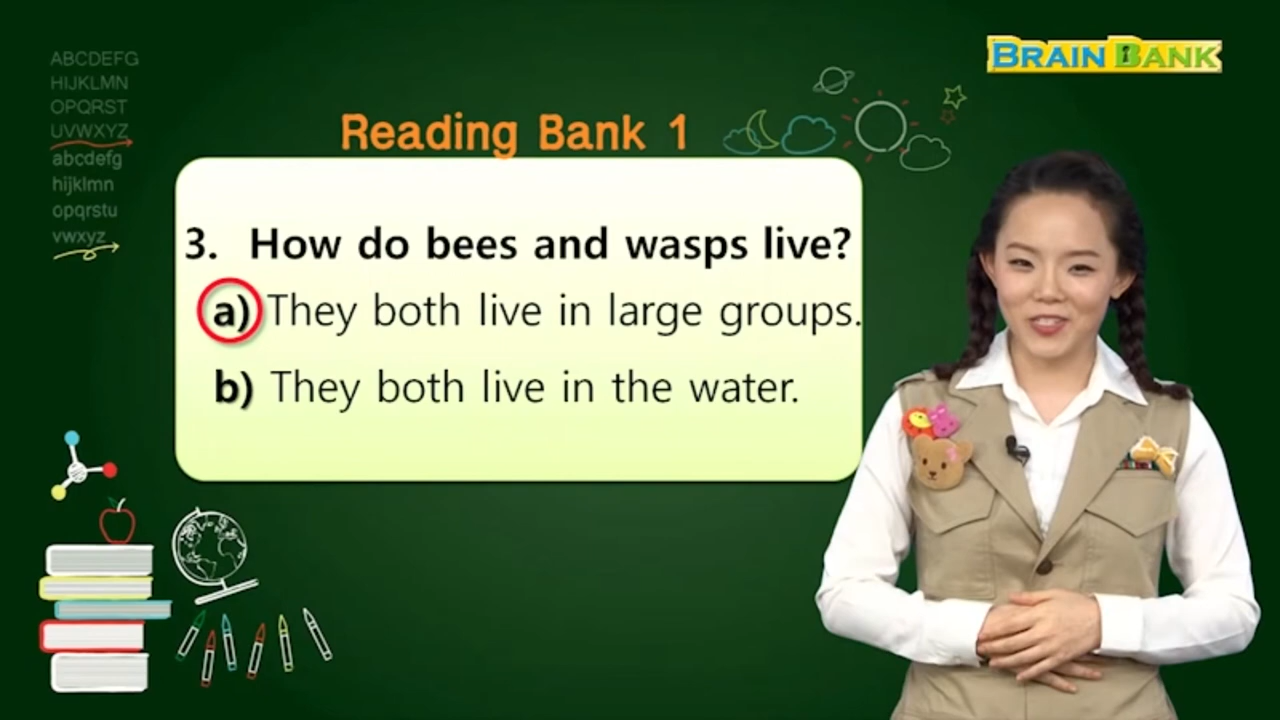 ABCDEFG
HIJKLMN
OPQRST
UVWXYZ
abcdefg
hijklmn
opqrstu
vwxyz
BRAIN BANK
Reading Bank 1
3. How do bees and wasps live?
a) They both live in large groups.
b) They both live in the water.